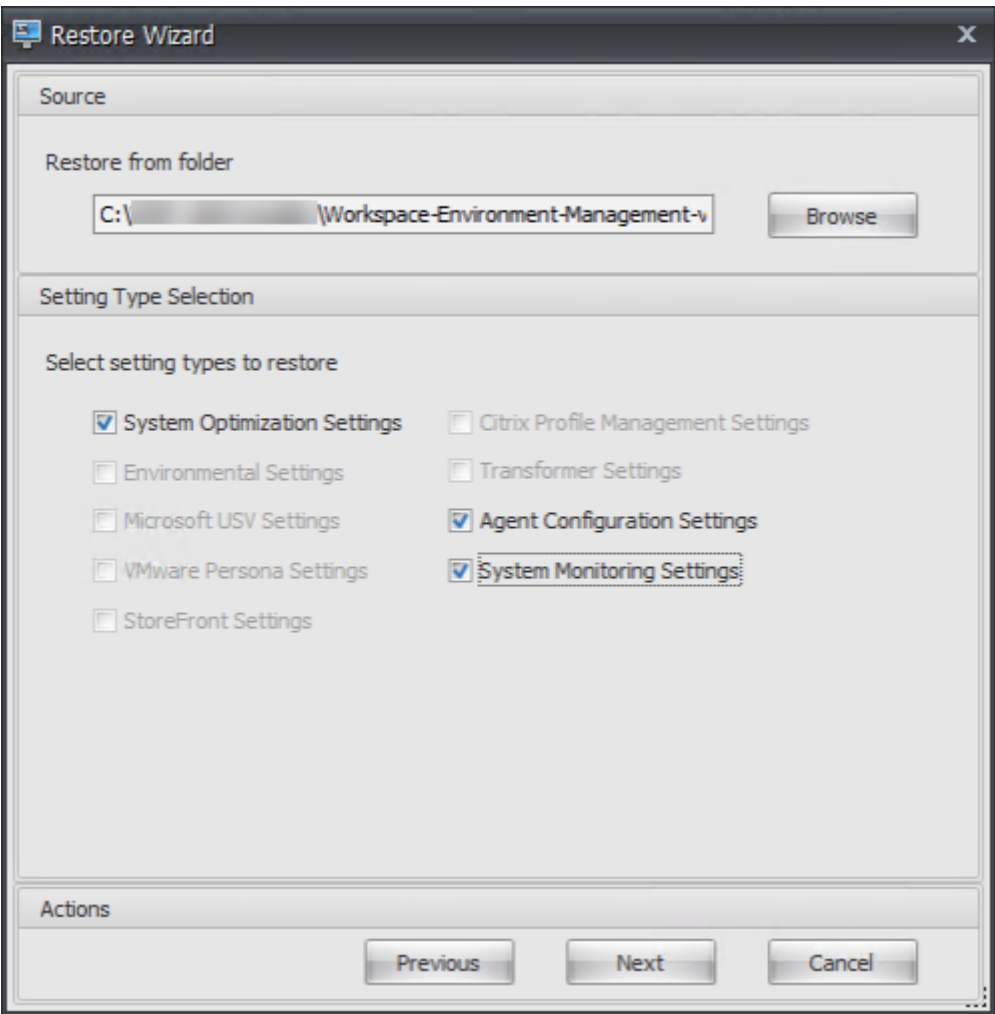 Restore Wizard
x
Source
Restore from folder
C:\ \Workspace-Environment-Management-v
Browse
Setting Type Selection
Select setting types to restore
System Optimization Settings
Citrix Profile Management Settings
Environmental Settings
Transformer Settings
Microsoft USV Settings
Agent Configuration Settings
VMware Persona Settings
System Monitoring Settings
StoreFront Settings
Actions
Previous
Next
Cancel